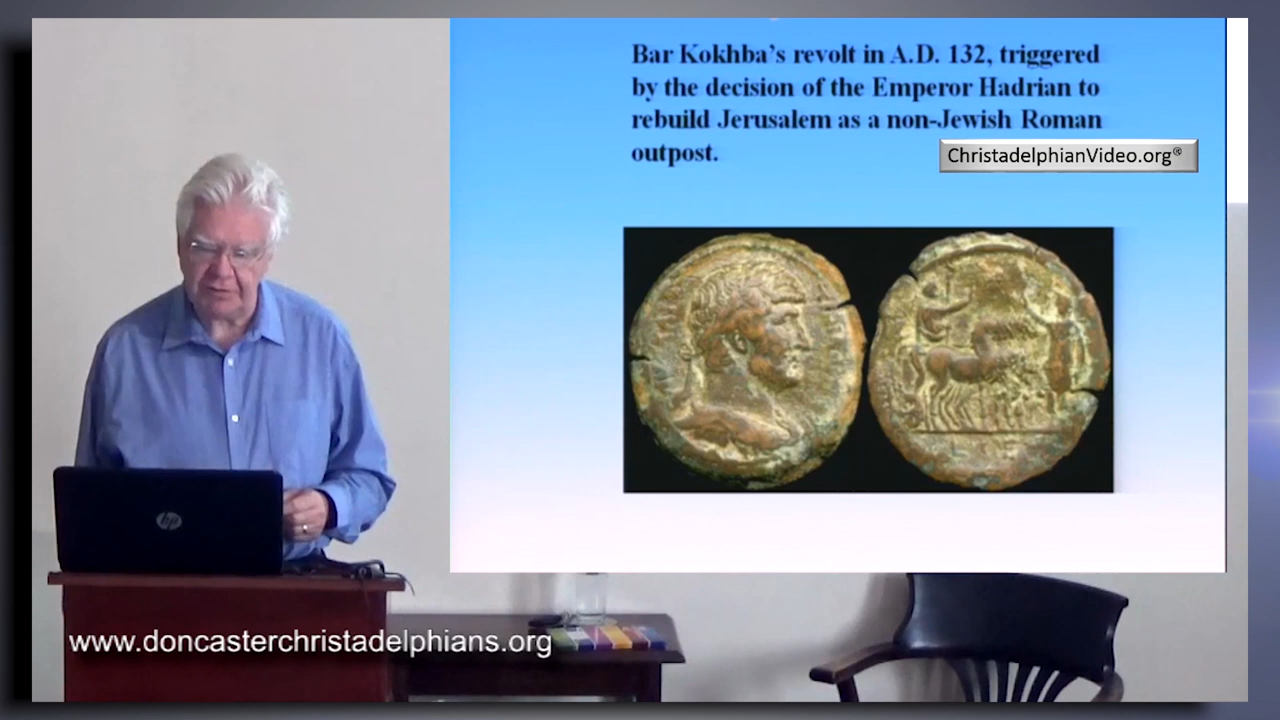 Bar Kokhba’s revolt in A.D. 132, triggered
by the decision of the Emperor Hadrian to
rebuild Jerusalem as a non-Jewish Roman
outpost.
ChristadelphianVideo.org®
hp
www.doncasterchristadelphians.org